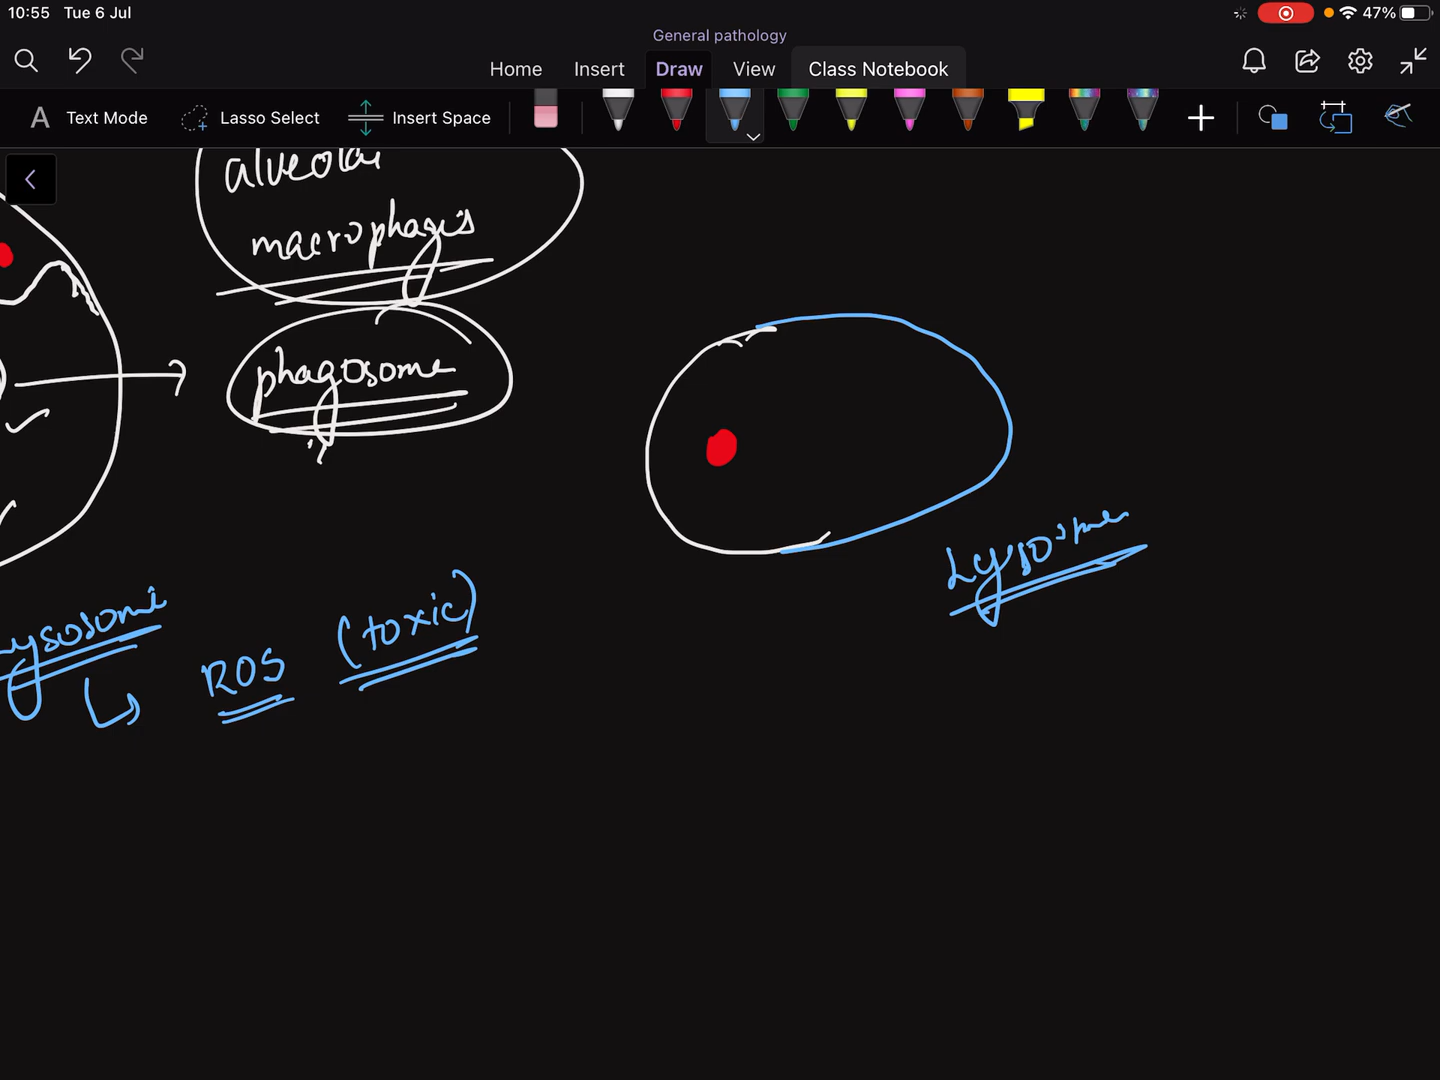 10:55 Tue 6 Jul
47%
General pathology
Home Insert Draw View Class Notebook
Text Mode Lasso Select Insert Space
alveolar
macrophages
phagosome
Lysosome
ysosome
ROS (toxic)